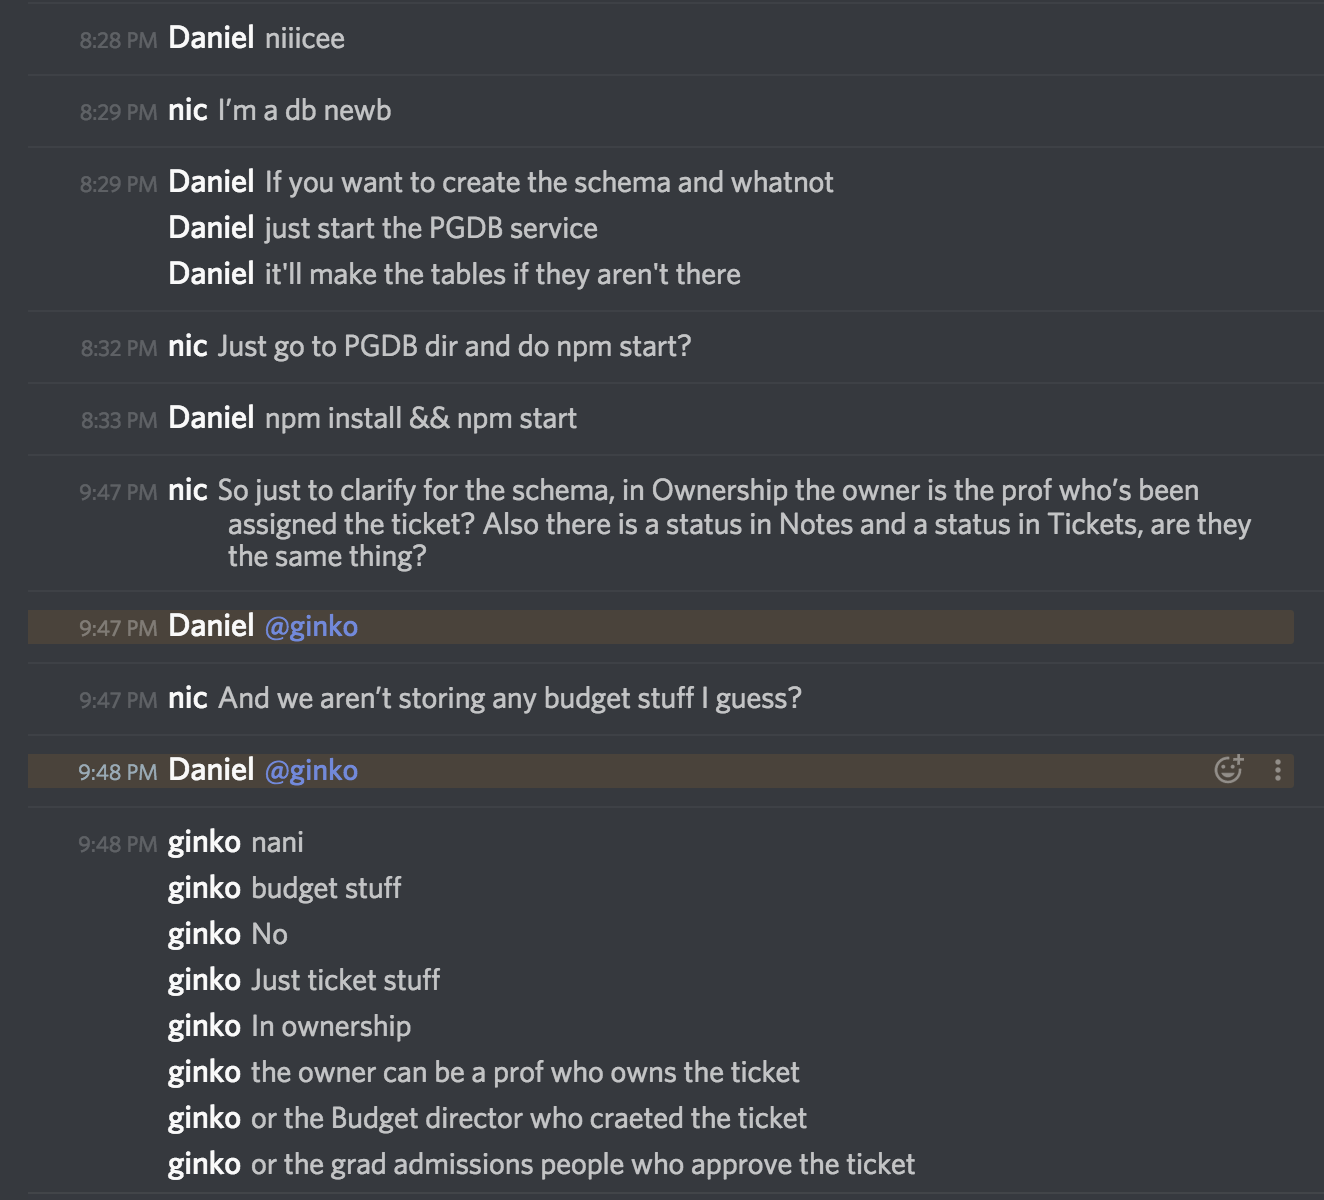 8:28 PM Daniel niiicee
8:29 PM nic I’m a db newb
8:29 PM Daniel If you want to create the schema and whatnot
Daniel just start the PGDB service
Daniel it'll make the tables if they aren't there
8:32 PM nic Just go to PGDB dir and do npm start?
8:33 PM Daniel npm install && npm start
9:47 PM nic So just to clarify for the schema, in Ownership the owner is the prof who’s been
assigned the ticket? Also there is a status in Notes and a status in Tickets, are they
the same thing?
9:47 PM Daniel @ginko
9:47 PM nic And we aren’t storing any budget stuff I guess?
9:48 PM Daniel @ginko
9:48 PM ginko nani
ginko budget stuff
ginko No
ginko Just ticket stuff
ginko In ownership
ginko the owner can be a prof who owns the ticket
ginko or the Budget director who craeted the ticket
ginko or the grad admissions people who approve the ticket